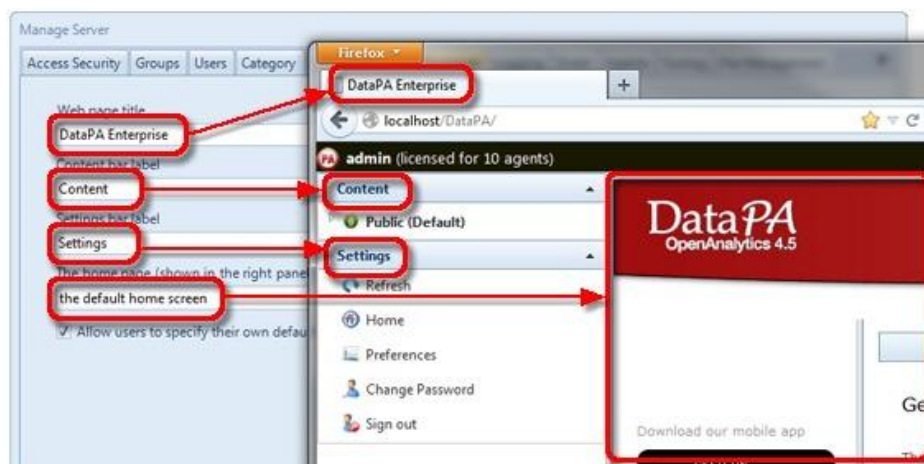 Manage Server
Access Security Groups Users Category
Web page title
DataPA Enterprise
Content bar label
Content
Settings bar label
Settings
The home page (shown in the right pane
the default home screen
Allow users to specify their own defau
Firefox
DataPA Enterprise
+
localhost/DataPA/
PA admin (licensed for 10 agents)
Content
Public (Default)
Settings
Refresh
Home
Preferences
Change Password
Sign out
DataPA
OpenAnalytics 4.5
Download our mobile app
Ge